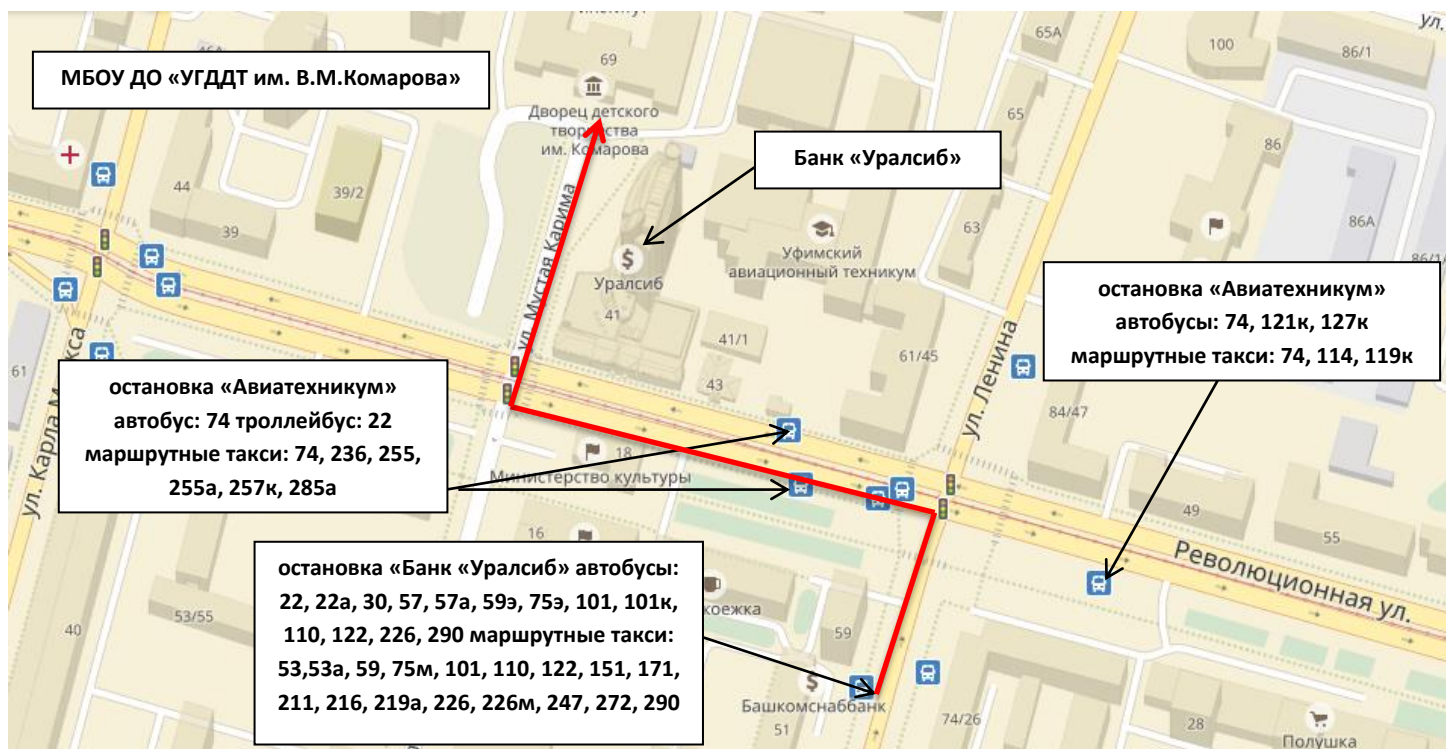 институт
ул.
65А
100
86/1
69
МБОУ ДО «УГДДТ им. В.М.Комарова»
Дворец детского
творчества
им. Комарова
65
86
Банк «Уралсиб»
44
39/2
39
63
86А
86/1А
Уфимский
авиационный техникум
Уралсиб
41
ул. Мустая Карима
41/1
61/45
43
ул. Ленина
остановка «Авиатехникум»
автобусы: 74, 121к, 127к
маршрутные такси: 74, 114, 119к
84/47
61
ул. Карла Маркса
остановка «Авиатехникум»
автобус: 74 троллейбус: 22
маршрутные такси: 74, 236, 255,
255а, 257к, 285а
18
Министерство культуры
16
49
55
Революционная ул.
остановка «Банк «Уралсиб» автобусы:
22, 22а, 30, 57, 57а, 59э, 75э, 101, 101к,
110, 122, 226, 290 маршрутные такси:
53,53а, 59, 75м, 101, 110, 122, 151, 171,
211, 216, 219а, 226, 226м, 247, 272, 290
коежка
53/55
40
59
Башкомснаббанк
51
74/26
28
Полушка